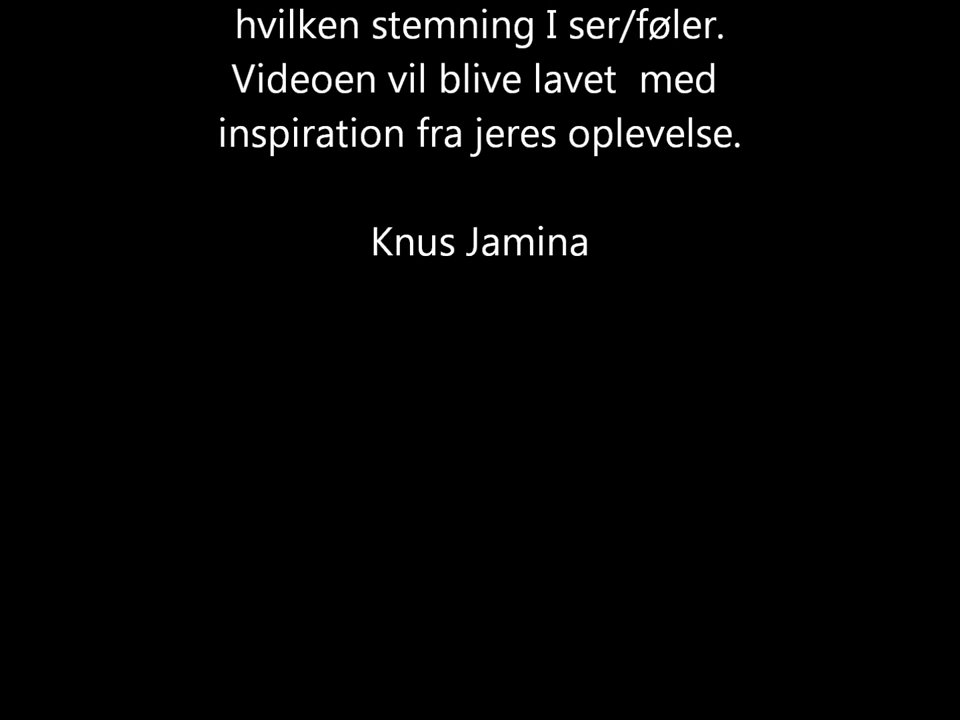 hvilken stemning I ser/føler.
Videoen vil blive lavet  med
inspiration fra jeres oplevelse.
Knus Jamina